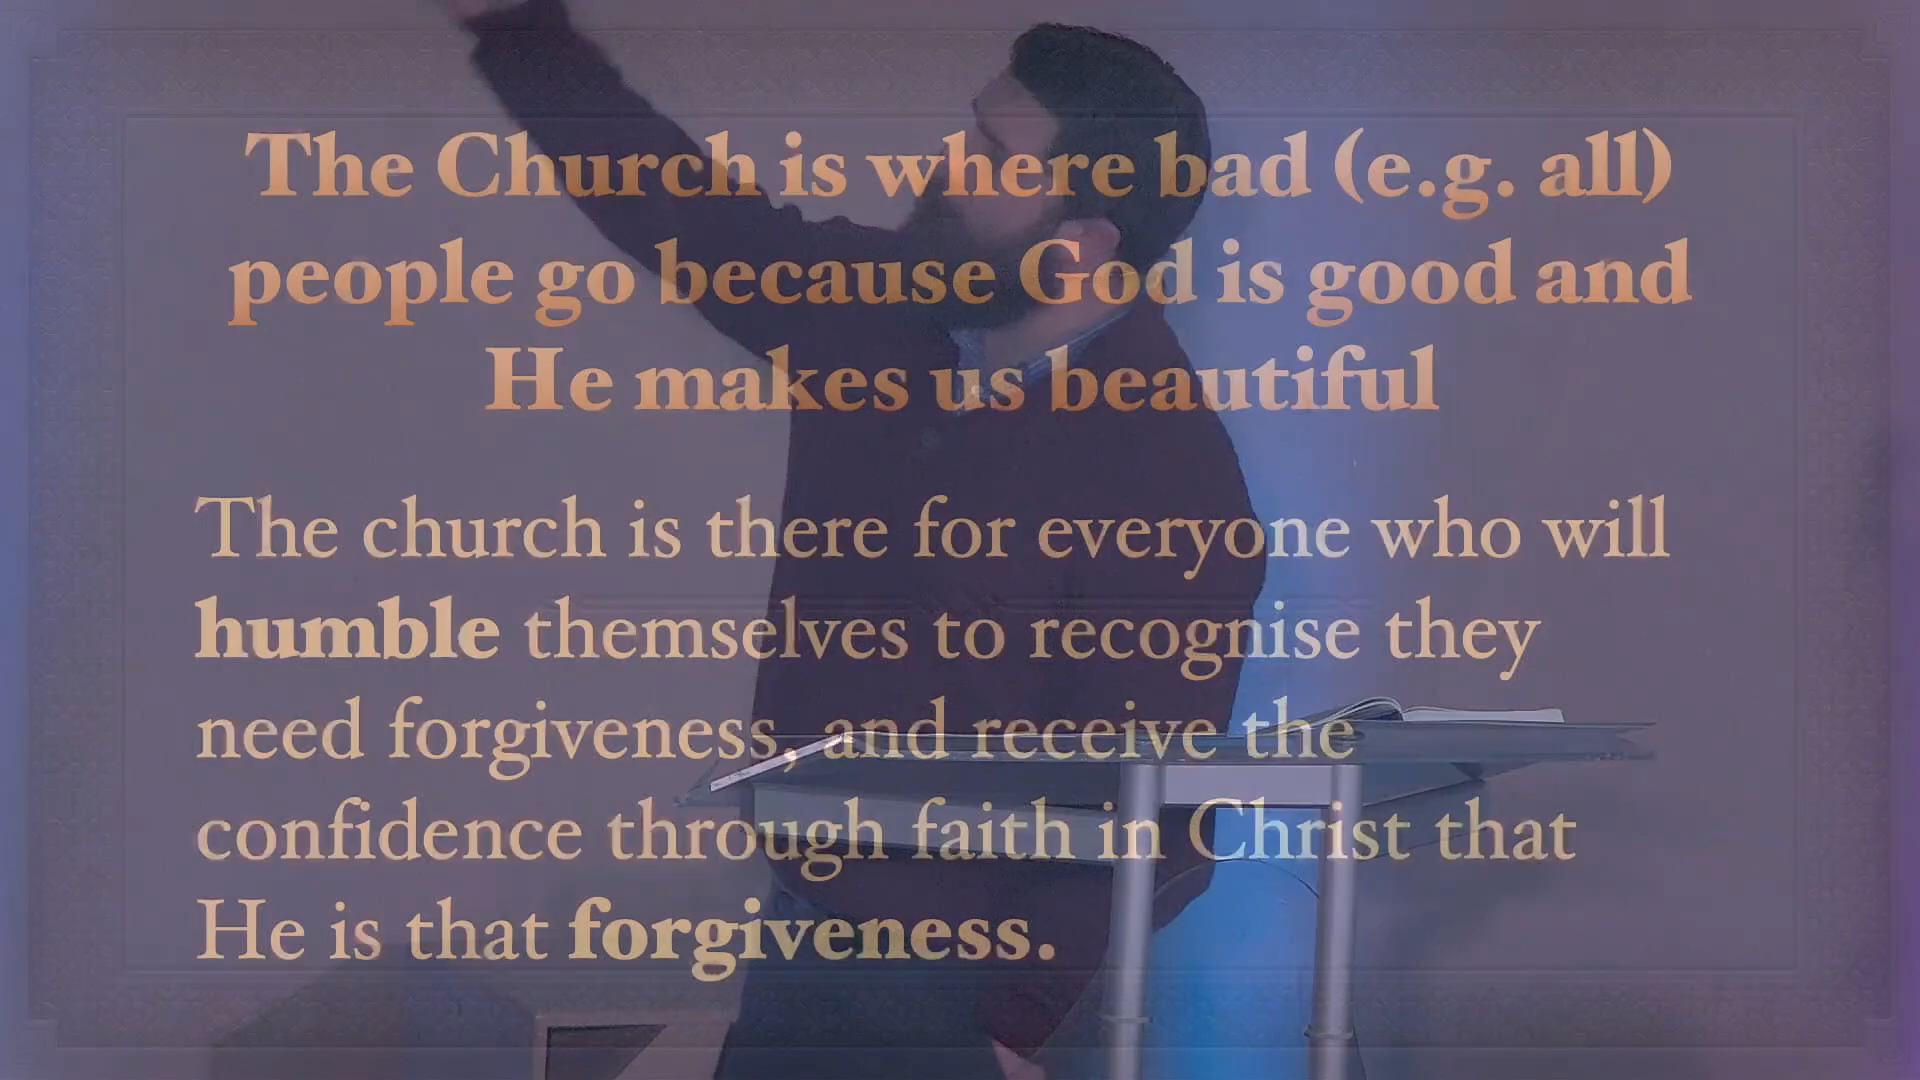 The Church is where bad (e.g. all)
people go because God is good and
He makes us beautiful
The church is there for everyone who will
humble themselves to recognise they
need forgiveness, and receive the
confidence through faith in Christ that
He is that forgiveness.